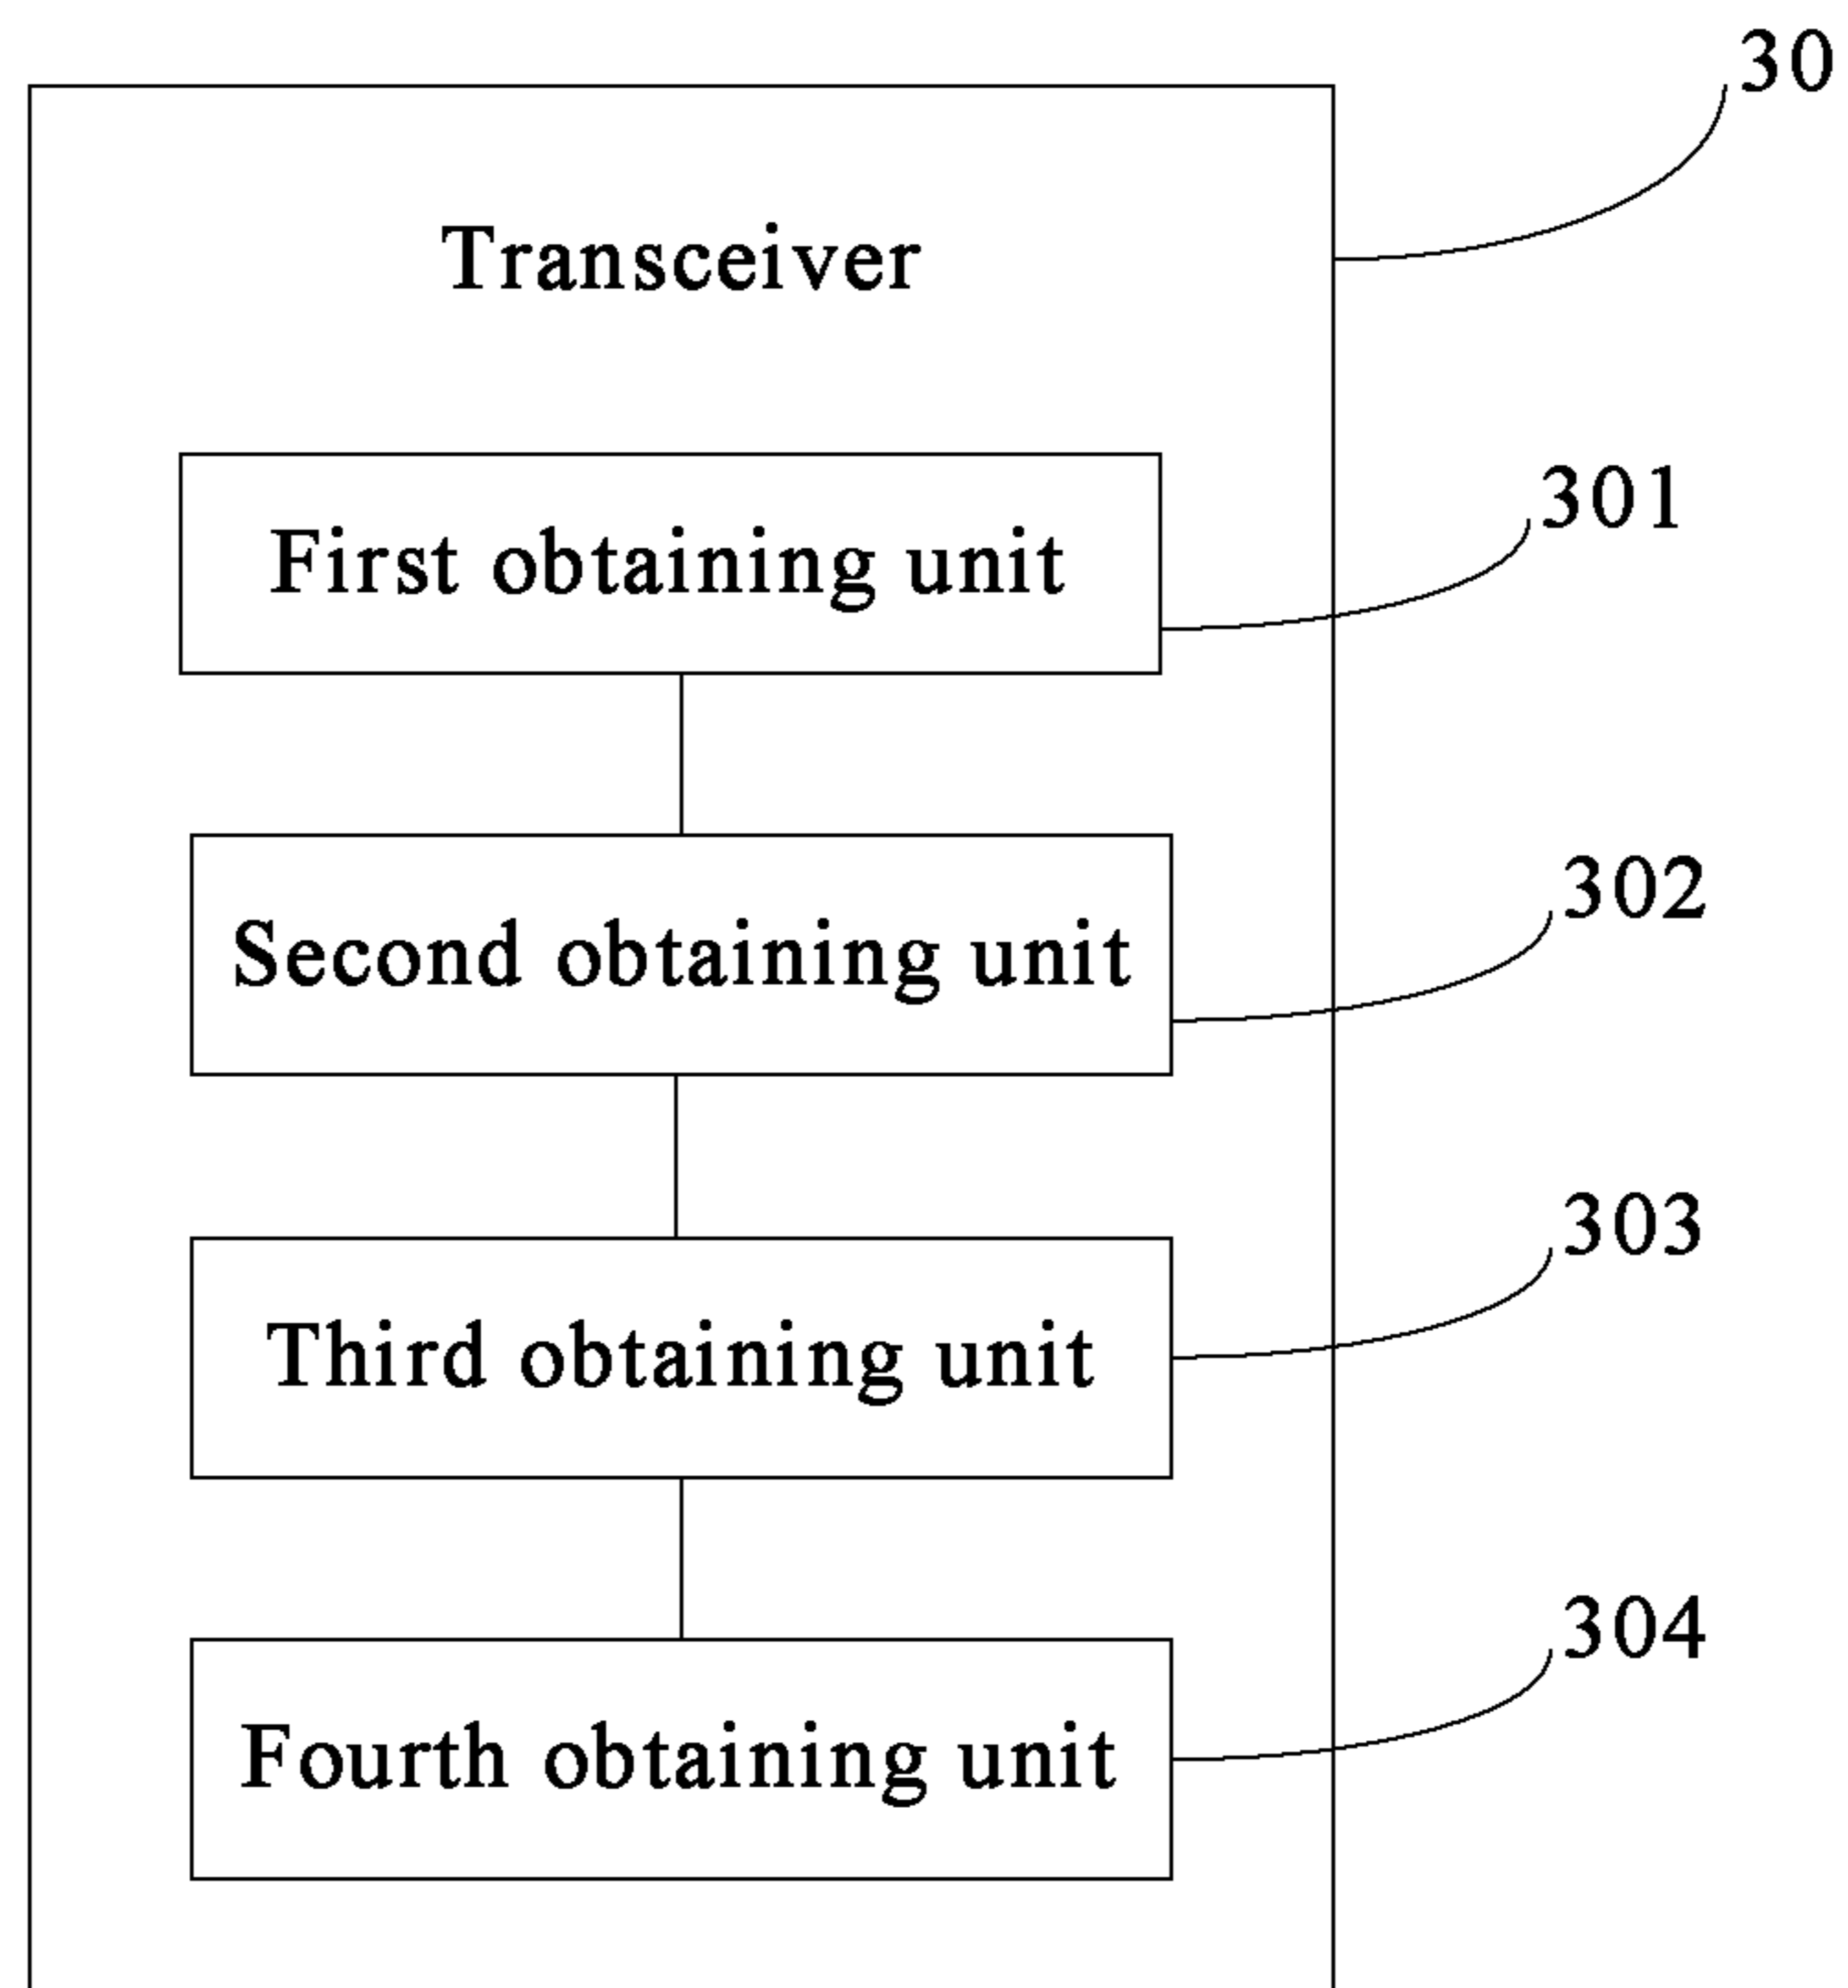 30
Transceiver
301
First obtaining unit
302
Second obtaining unit
303
Third obtaining unit
304
Fourth obtaining unit